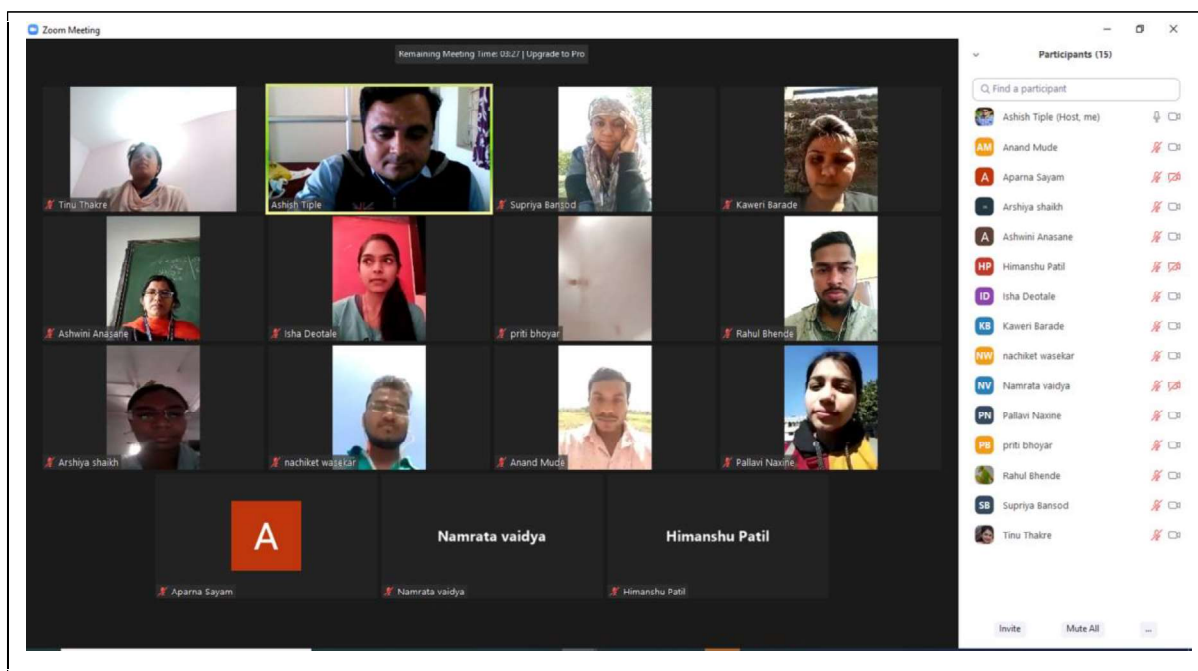 Zoom Meeting
Remaining Meeting Time: 03:27 | Upgrade to Pro
Tinu Thakre
Ashish Tiple
Supriya Bansod
Kaweri Barade
Ashwini Anasane
Isha Deotale
priti bhoyar
Rahul Bhende
Arshiya shaikh
nachiket wasekar
Anand Mude
Pallavi Naxine
A
Namrata vaidya
Himanshu Patil
Aparna Sayam
Namrata vaidya
Himanshu Patil
Participants (15)
Find a participant
Ashish Tiple (Host, me)
AM Anand Mude
A Aparna Sayam
Arshiya shaikh
A Ashwini Anasane
HP Himanshu Patil
ID Isha Deotale
KB Kaweri Barade
NW nachiket wasekar
NV Namrata vaidya
PN Pallavi Naxine
PB priti bhoyar
Rahul Bhende
SB Supriya Bansod
Tinu Thakre
Invite Mute All ...